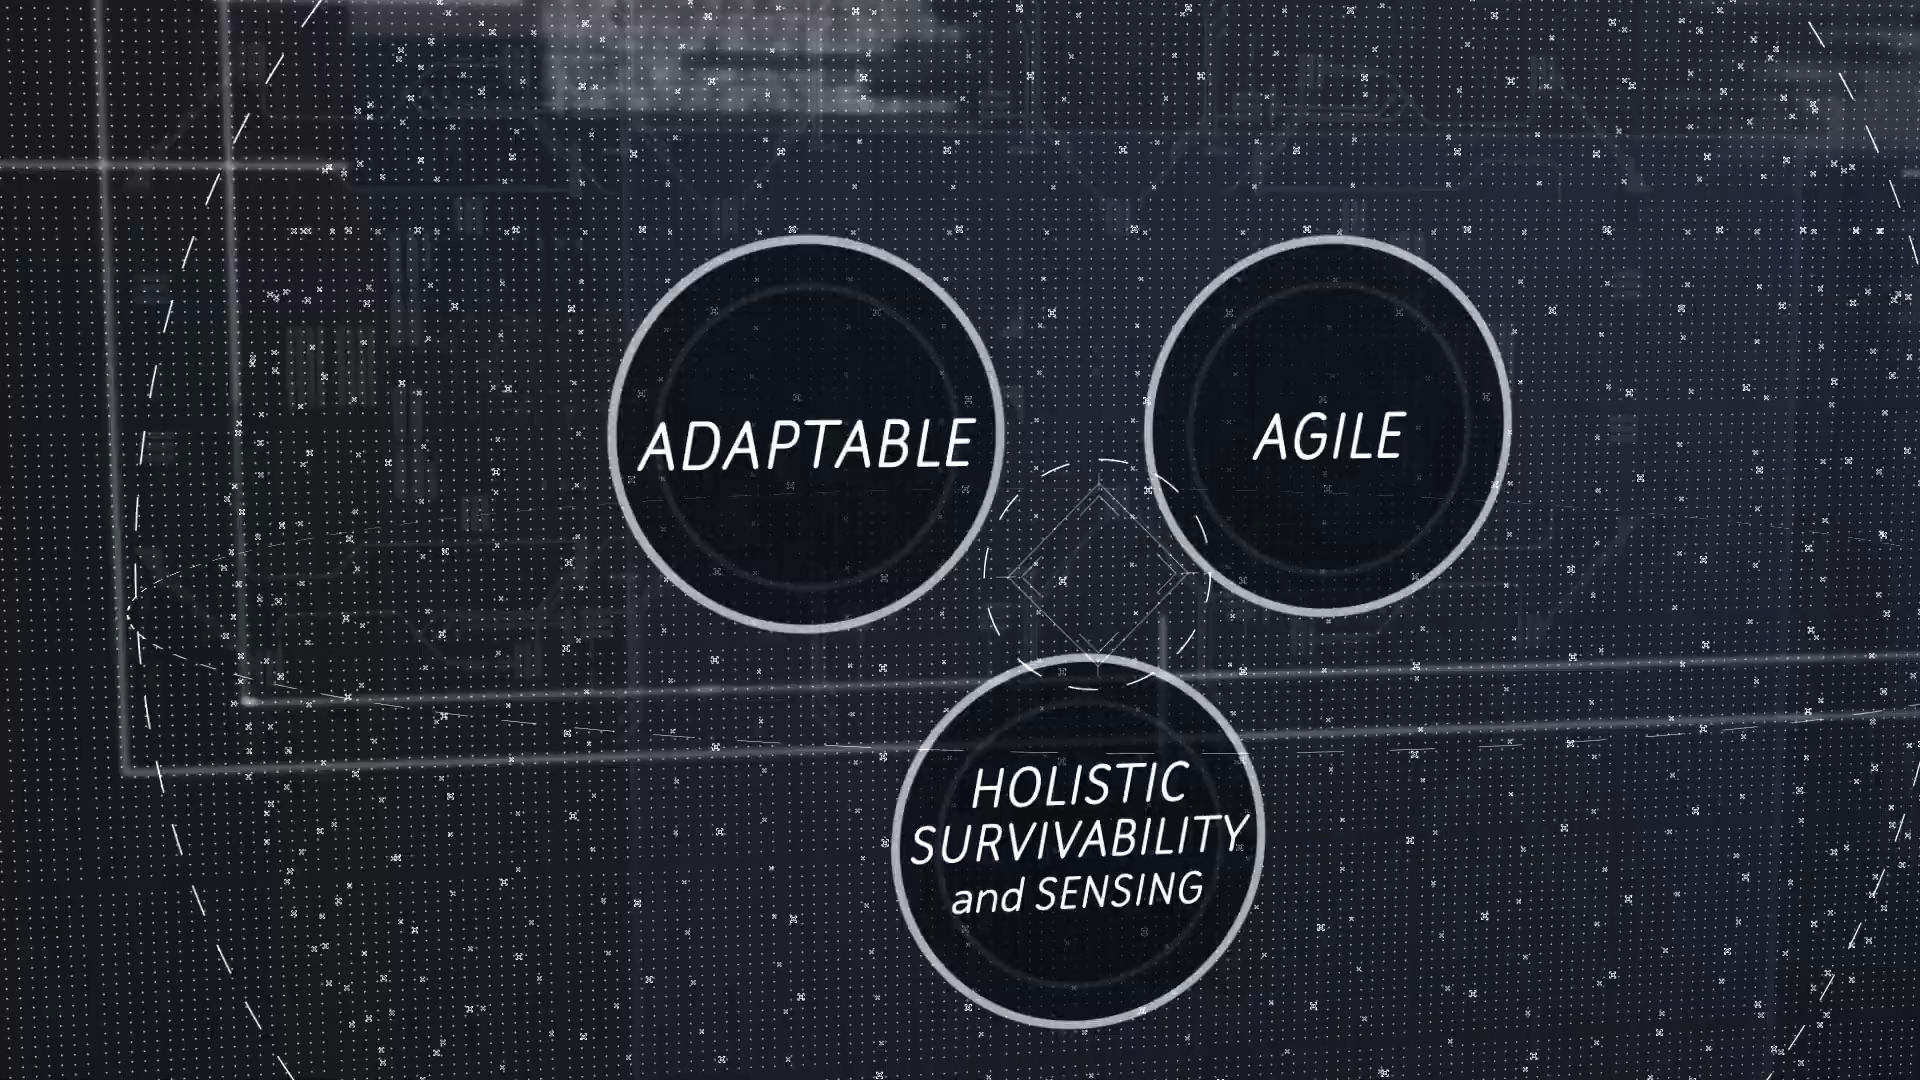 ADAPTABLE
AGILE
HOLISTIC
SURVIVABILITY
and SENSING